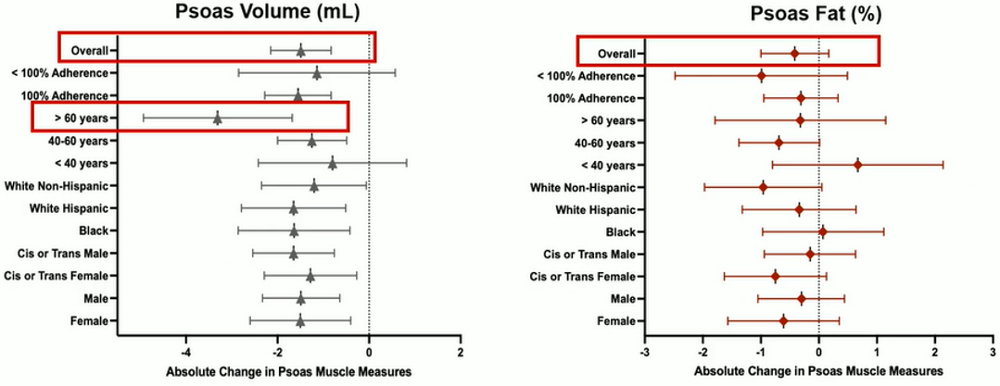 Psoas Volume (mL)
Overall
< 100% Adherence
100% Adherence
> 60 years
40-60 years
< 40 years
White Non-Hispanic
White Hispanic
Black
Cis or Trans Male
Cis or Trans Female
Male
Female
-4 -2 0 2
Absolute Change in Psoas Muscle Measures
Psoas Fat (%)
Overall
< 100% Adherence
100% Adherence
> 60 years
40-60 years
< 40 years
White Non-Hispanic
White Hispanic
Black
Cis or Trans Male
Cis or Trans Female
Male
Female
-3 -2 -1 0 1 2 3
Absolute Change in Psoas Muscle Measures